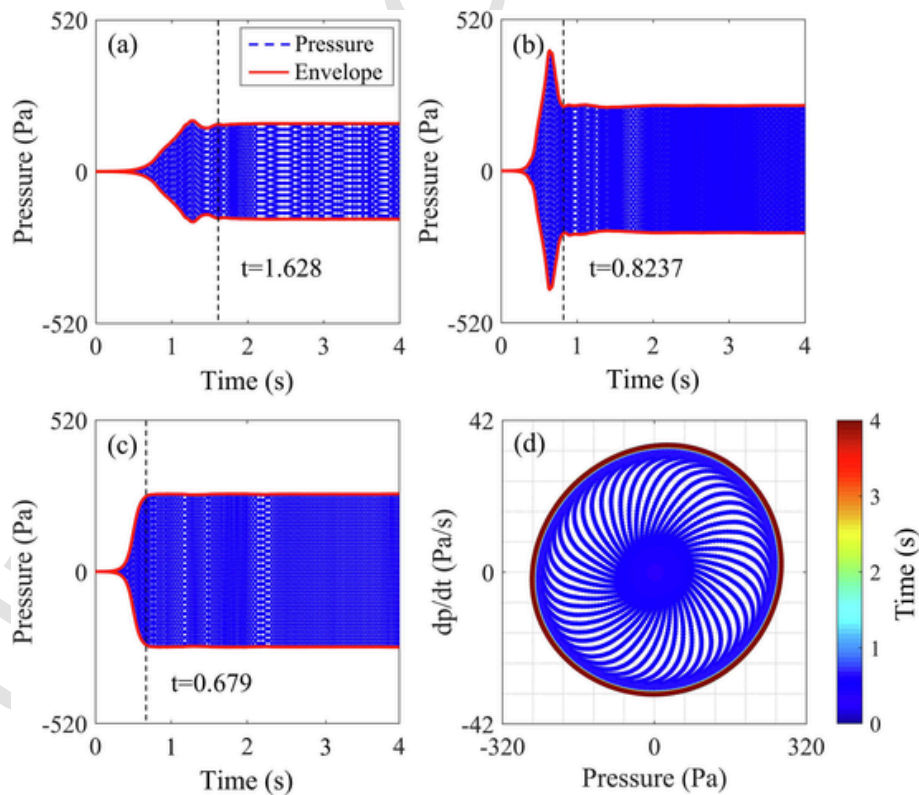 520
(a)
Pressure
Envelope
Pressure (Pa)
0
t=1.628
-520
0 1 2 3 4
Time (s)
520
(b)
Pressure (Pa)
0
t=0.8237
-520
0 1 2 3 4
Time (s)
520
(c)
Pressure (Pa)
0
t=0.679
-520
0 1 2 3 4
Time (s)
42
(d)
dp/dt (Pa/s)
0
-42
-320 0 320
Pressure (Pa)
4
3
2
1
0
Time (s)